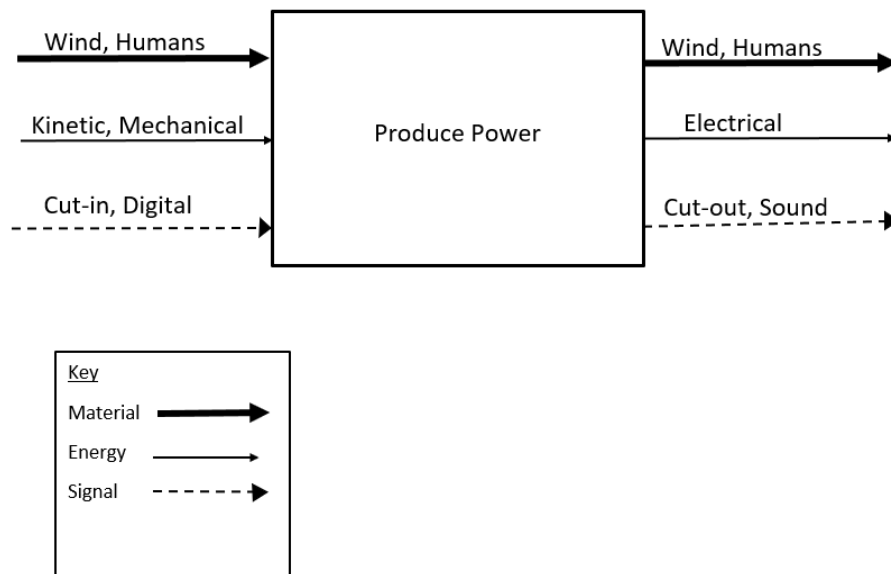 Wind, Humans
Wind, Humans
Kinetic, Mechanical
Produce Power
Electrical
Cut-in, Digital
Cut-out, Sound
Key
Material
Energy
Signal